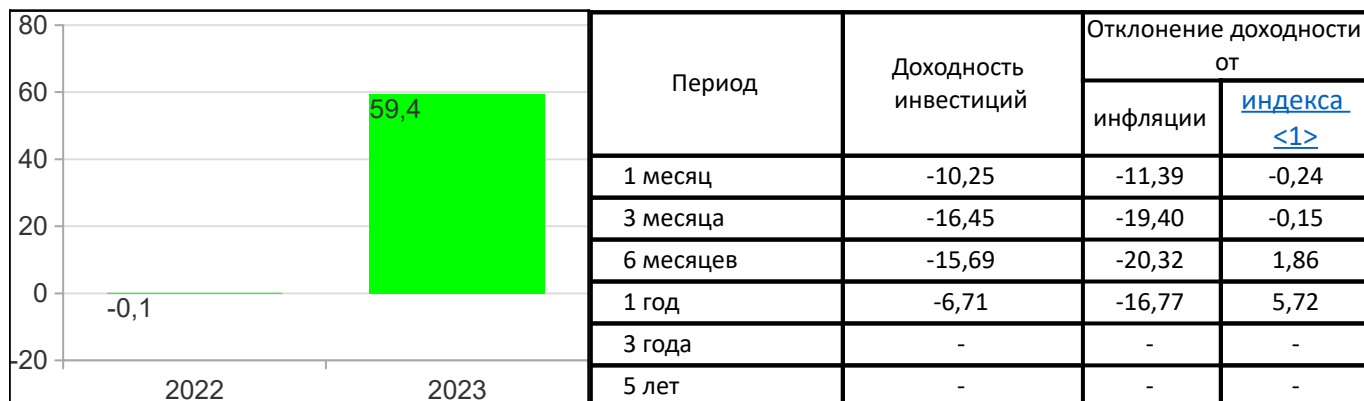 80
60
40
20
0
-20
59,4
-0,1
2022 2023
Период
Доходность
инвестиций
Отклонение доходности
от
инфляции
индекса
<1>
1 месяц -10,25 -11,39 -0,24
3 месяца -16,45 -19,40 -0,15
6 месяцев -15,69 -20,32 1,86
1 год -6,71 -16,77 5,72
3 года - - -
5 лет - - -